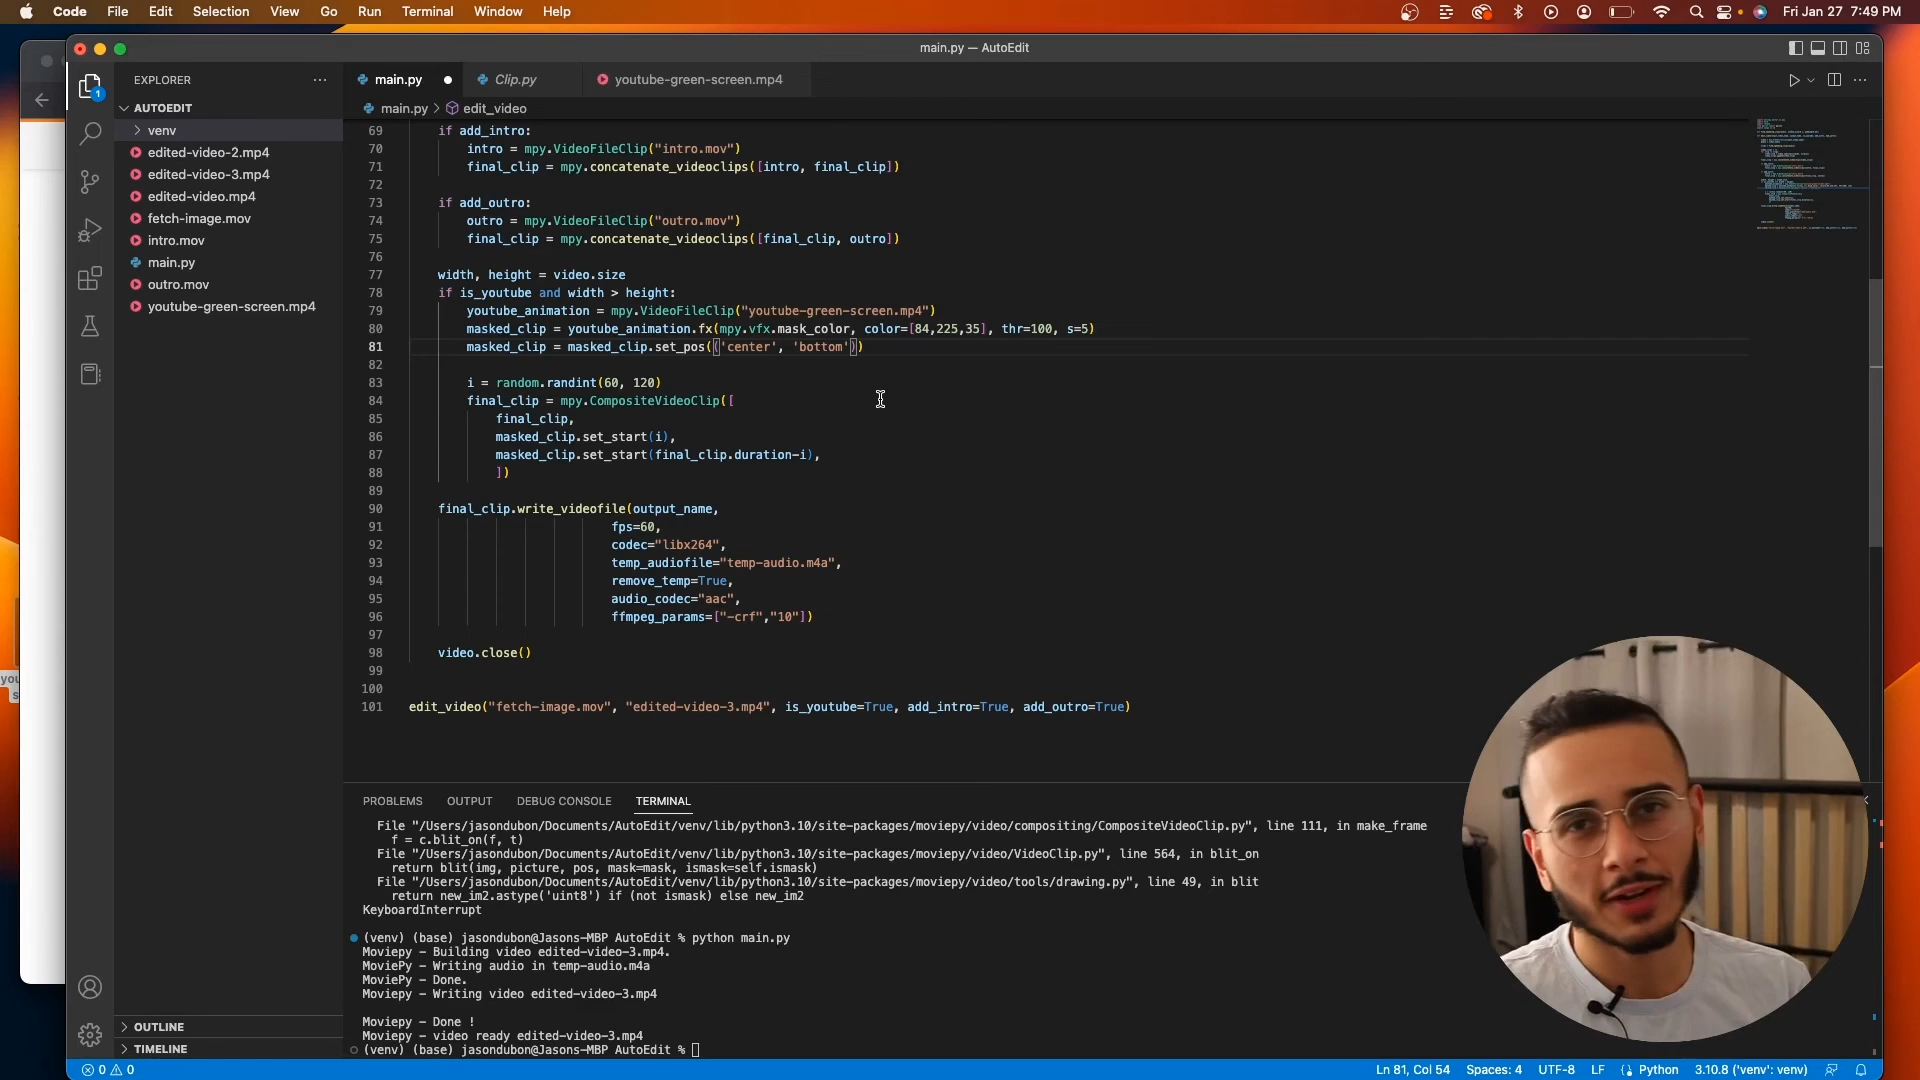 Code File Edit Selection View Go Run Terminal Window Help
Fri Jan 27 7:49 PM
main.py — AutoEdit
EXPLORER
main.py Clip.py youtube-green-screen.mp4
AUTOEDIT
main.py > edit_video
venv
edited-video-2.mp4
edited-video-3.mp4
edited-video.mp4
fetch-image.mov
intro.mov
main.py
outro.mov
youtube-green-screen.mp4
1
69 if add_intro:
70 intro = mpy.VideoFileClip("intro.mov")
71 final_clip = mpy.concatenate_videoclips([intro, final_clip])
72
73 if add_outro:
74 outro = mpy.VideoFileClip("outro.mov")
75 final_clip = mpy.concatenate_videoclips([final_clip, outro])
76
77 width, height = video.size
78 if is_youtube and width > height:
79 youtube_animation = mpy.VideoFileClip("youtube-green-screen.mp4")
80 masked_clip = youtube_animation.fx(mpy.vfx.mask_color, color=[84,225,35], thr=100, s=5)
81 masked_clip = masked_clip.set_pos(('center', 'bottom'))
82
83 i = random.randint(60, 120)
84 final_clip = mpy.CompositeVideoClip([
85 final_clip,
86 masked_clip.set_start(i),
87 masked_clip.set_start(final_clip.duration-i),
88 ])
89
90 final_clip.write_videofile(output_name,
91 fps=60,
92 codec="libx264",
93 temp_audiofile="temp-audio.m4a",
94 remove_temp=True,
95 audio_codec="aac",
96 ffmpeg_params=["-crf","10"])
97
98 video.close()
99
100
101 edit_video("fetch-image.mov", "edited-video-3.mp4", is_youtube=True, add_intro=True, add_outro=True)
PROBLEMS OUTPUT DEBUG CONSOLE TERMINAL
File "/Users/jasondubon/Documents/AutoEdit/venv/lib/python3.10/site-packages/moviepy/video/compositing/CompositeVideoClip.py", line 111, in make_frame
f = c.blit_on(f, t)
File "/Users/jasondubon/Documents/AutoEdit/venv/lib/python3.10/site-packages/moviepy/video/VideoClip.py", line 564, in blit_on
return blit(img, picture, pos, mask=mask, ismask=self.ismask)
File "/Users/jasondubon/Documents/AutoEdit/venv/lib/python3.10/site-packages/moviepy/video/tools/drawing.py", line 49, in blit
return new_im2.astype('uint8') if (not ismask) else new_im2
KeyboardInterrupt
(venv) (base) jasondubon@Jasons-MBP AutoEdit % python main.py
Moviepy - Building video edited-video-3.mp4.
MoviePy - Writing audio in temp-audio.m4a
MoviePy - Done.
Moviepy - Writing video edited-video-3.mp4
Moviepy - Done !
Moviepy - video ready edited-video-3.mp4
(venv) (base) jasondubon@Jasons-MBP AutoEdit %
OUTLINE
TIMELINE
0 0
Ln 81, Col 54 Spaces: 4 UTF-8 LF Python 3.10.8 ('venv': venv)